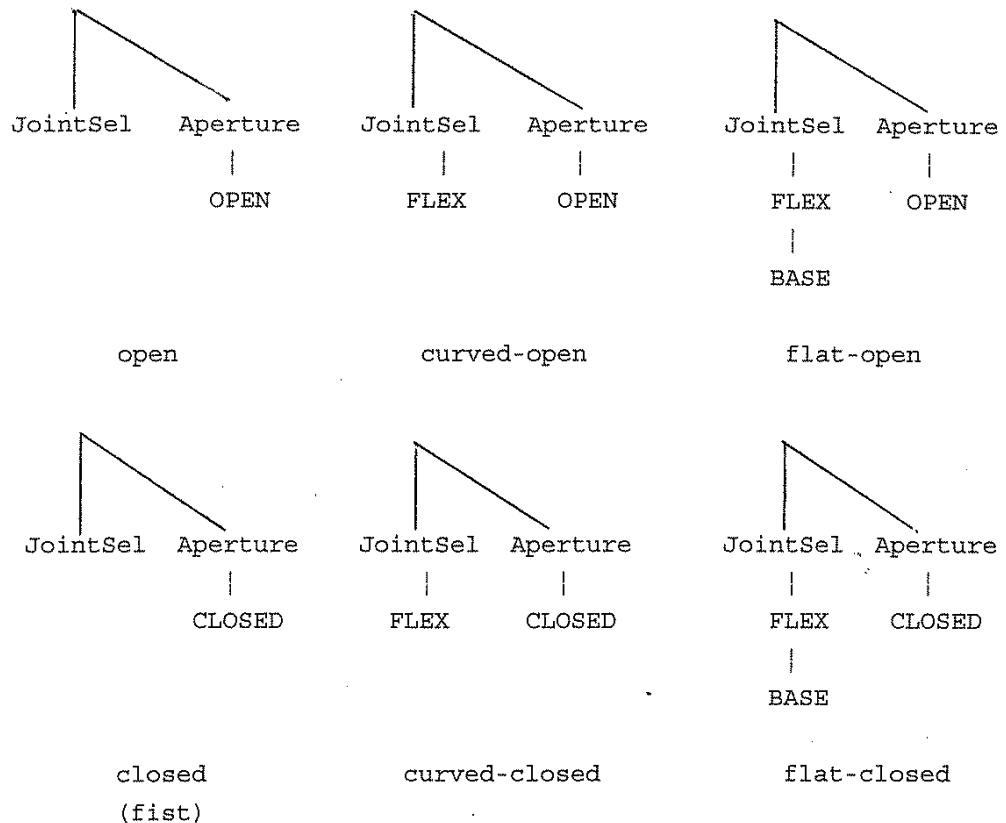 JointSel Aperture JointSel Aperture JointSel Aperture
OPEN FLEX OPEN FLEX OPEN
BASE
open curved-open flat-open
JointSel Aperture JointSel Aperture JointSel Aperture
CLOSED FLEX CLOSED FLEX CLOSED
BASE
closed curved-closed flat-closed
(fist)